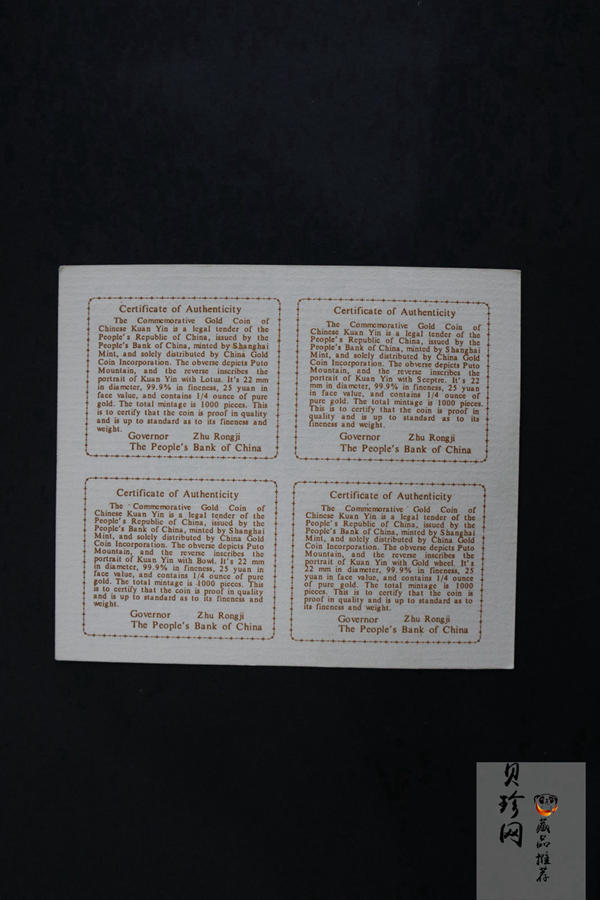 Certificate of Authenticity
The Commemorative Gold Coin of
Chinese Kuan Yin is a legal tender of the
People's Republic of China, issued by the
People's Bank of China, minted by Shanghai
Mint, and solely distributed by China Gold
Coin Incorporation. The obverse depicts Puto
Mountain, and the reverse inscribes the
portrait of Kuan Yin with Lotus. It's 22 mm
in diameter, 99.9% in fineness, 25 yuan in
face value, and contains 1/4 ounce of pure
gold. The total mintage is 1000 pieces. This
is to certify that the coin is proof in quality
and is up to standard as to its fineness and
weight.
Governor Zhu Rongji
The People's Bank of China
Certificate of Authenticity
The Commemorative Gold Coin of
Chinese Kuan Yin is a legal tender of the
People's Republic of China, issued by the
People's Bank of China, minted by Shanghai
Mint, and solely distributed by China Gold
Coin Incorporation. The obverse depicts Puto
Mountain, and the reverse inscribes the
portrait of Kuan Yin with Sceptre. It's 22
mm in diameter, 99.9% in fineness, 25 yuan
in face value, and contains 1/4 ounce of
pure gold. The total mintage is 1000 pieces.
This is to certify that the coin is proof in
quality and is up to standard as to its
fineness and weight.
Governor Zhu Rongji
The People's Bank of China
Certificate of Authenticity
The Commemorative Gold Coin of
Chinese Kuan Yin is a legal tender of the
People's Republic of China, issued by the
People's Bank of China, minted by Shanghai
Mint, and solely distributed by China Gold
Coin Incorporation. The obverse depicts Puto
Mountain, and the reverse inscribes the
portrait of Kuan Yin with Bowl. It's 22 mm
in diameter, 99.9% in fineness, 25 yuan in
face value, and contains 1/4 ounce of pure
gold. The total mintage is 1000 pieces. This
is to certify that the coin is proof in quality
and is up to standard as to its fineness and
weight.
Governor Zhu Rongji
The People's Bank of China
Certificate of Authenticity
The Commemorative Gold Coin of
Chinese Kuan Yin is a legal tender of the
People's Republic of China, issued by the
People's Bank of China, minted by Shanghai
Mint, and solely distributed by China Gold
Coin Incorporation. The obverse depicts Puto
Mountain, and the reverse inscribes the
portrait of Kuan Yin with Gold wheel. It's
22 mm in diameter, 99.9% in fineness, 25
yuan in face value, and contains 1/4 ounce
of pure gold. The total mintage is 1000
pieces. This is to certify that the coin is
proof in quality and is up to standard as to
its fineness and weight.
Governor Zhu Rongji
The People's Bank of China
贝珍网
藏品推荐